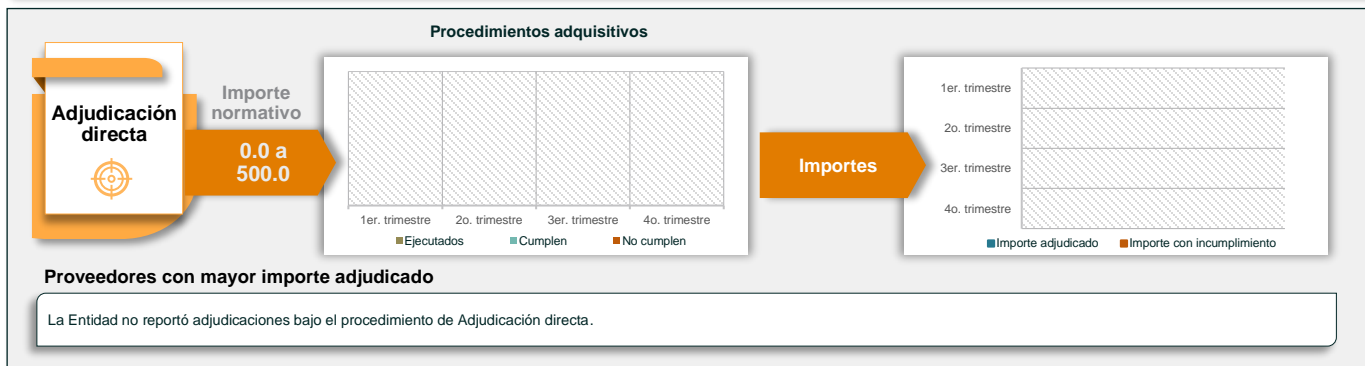 Procedimientos adquisitivos
Adjudicación
directa
Importe
normativo
0.0 a
500.0
1er. trimestre 2o. trimestre 3er. trimestre 4o. trimestre
Ejecutados Cumplen No cumplen
Importes
1er. trimestre
2o. trimestre
3er. trimestre
4o. trimestre
Importe adjudicado Importe con incumplimiento
Proveedores con mayor importe adjudicado
La Entidad no reportó adjudicaciones bajo el procedimiento de Adjudicación directa.